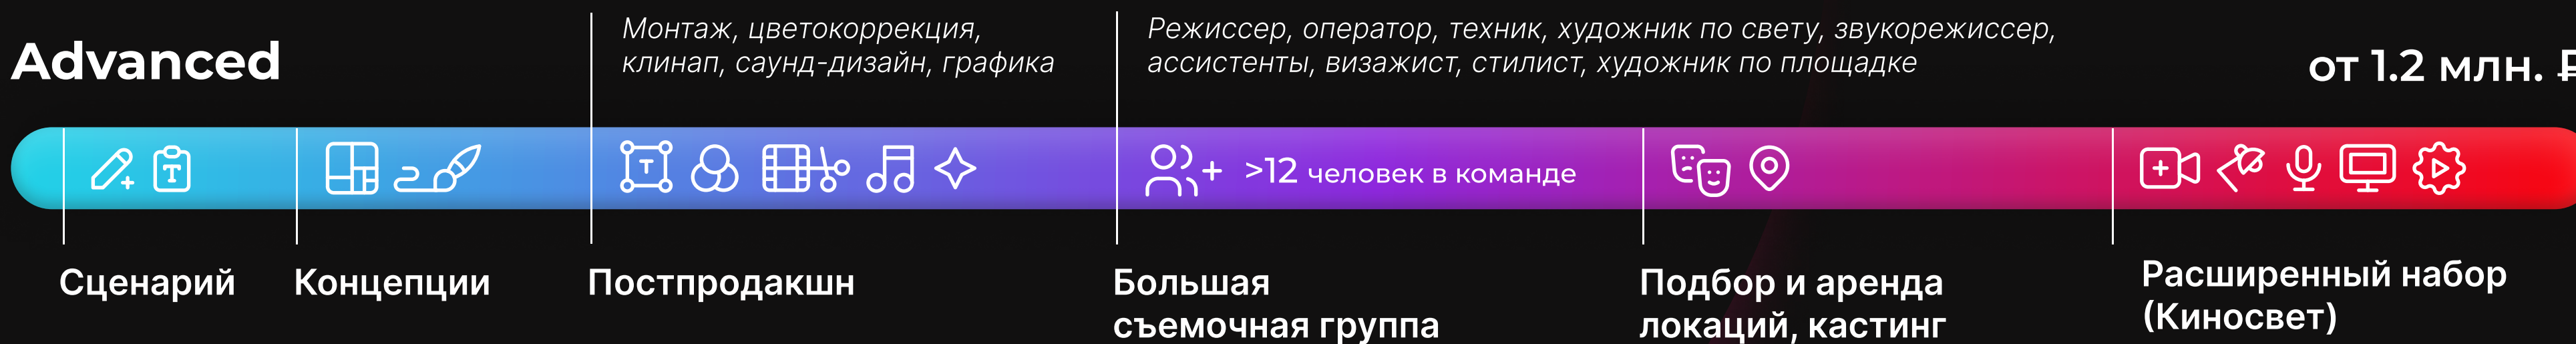 Advanced
Монтаж, цветокоррекция,
клинап, саунд-дизайн, графика
Режиссер, оператор, техник, художник по свету, звукорежиссер,
ассистенты, визажист, стилист, художник по площадке
от 1.2 млн. ₽
>12 человек в команде
Сценарий
Концепции
Постпродакшн
Большая
съемочная группа
Подбор и аренда
локаций, кастинг
Расширенный набор
(Киносвет)